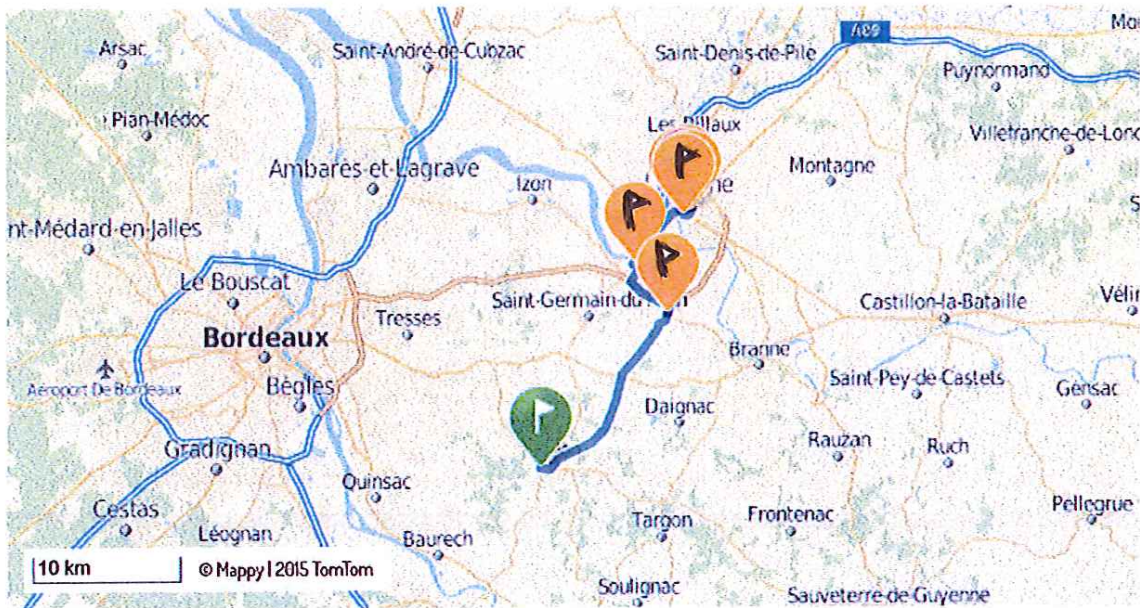 A89
Arsac
Saint-André-de-Cubzac
Saint-Denis-de-Pile
Puynormand
Pian-Médoc
Les Billaux
Villefranche-de-Lonc
Ambarès-et-Lagrave
Izon
Montagne
nt-Médard-en-Jalles
Le Bouscat
Saint-Germain-du
Castillon-la-Bataille
Vélin
Tresses
Bordeaux
Branne
Aéroport De Bordeaux
Bègles
Saint-Pey-de-Castets
Gensac
Daignac
Gradignan
Rauzan
Ruch
Quinsac
Cestas
Léognan
Baurech
Targon
Frontenac
Pellegrue
10 km
© Mappy | 2015 TomTom
Soulignac
Sauveterre-de-Guyenne